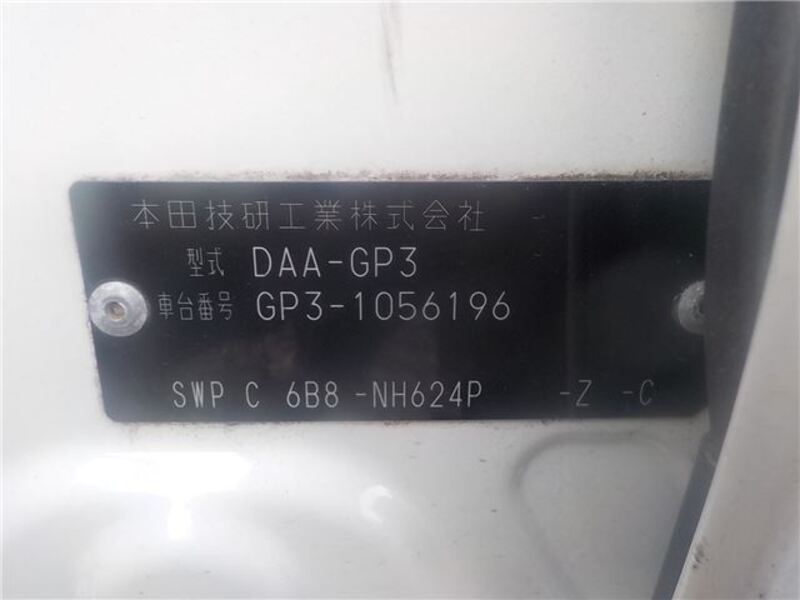 本田技研工業株式会社
型式 DAA-GP3
車台番号 GP3-1056196
SWP C 6B8 -NH624P -Z -C